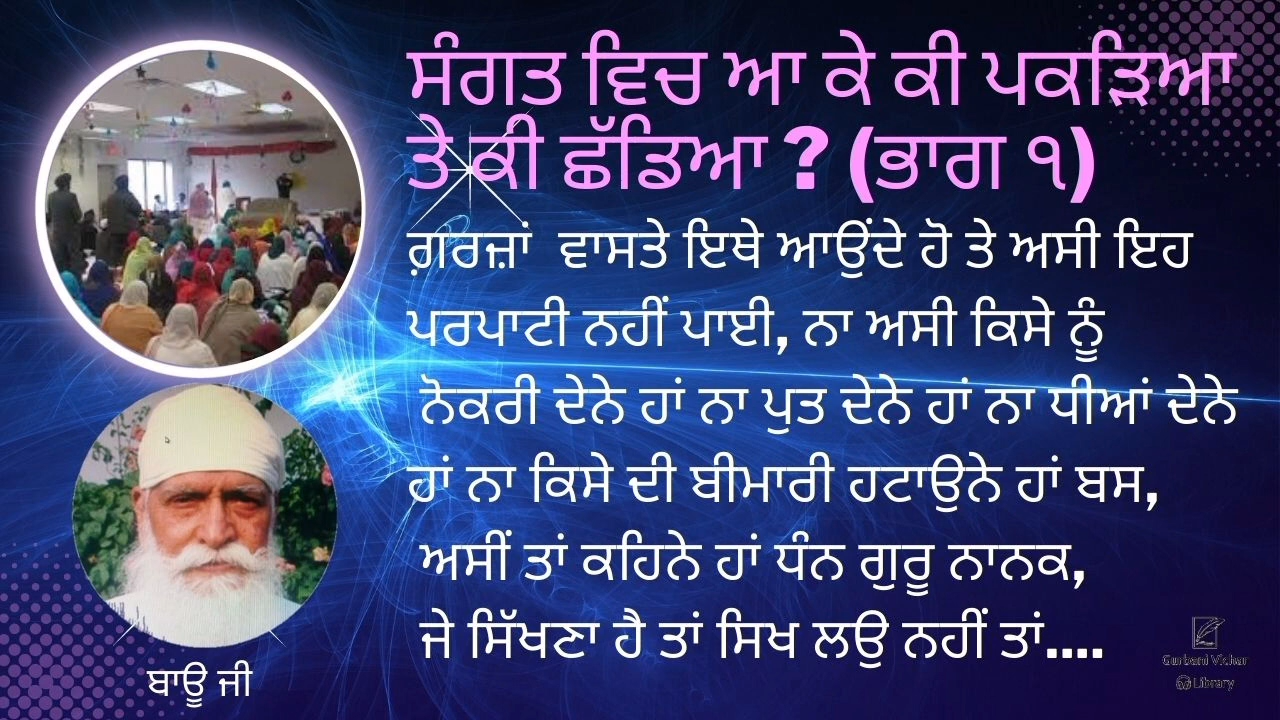 ਸੰਗਤ ਵਿਚ ਆ ਕੇ ਕੀ ਪਕੜਿਆ
ਤੇ ਕੀ ਛੱਡਿਆ ? (ਭਾਗ ੧)
ਗ਼ਰਜ਼ਾਂ ਵਾਸਤੇ ਇਥੇ ਆਉਂਦੇ ਹੋ ਤੇ ਅਸੀ ਇਹ
ਪਰਪਾਟੀ ਨਹੀਂ ਪਾਈ, ਨਾ ਅਸੀ ਕਿਸੇ ਨੂੰ
ਨੋਕਰੀ ਦੇਨੇ ਹਾਂ ਨਾ ਪੁਤ ਦੇਨੇ ਹਾਂ ਨਾ ਧੀਆਂ ਦੇਨੇ
ਹਾਂ ਨਾ ਕਿਸੇ ਦੀ ਬੀਮਾਰੀ ਹਟਾਉਨੇ ਹਾਂ ਬਸ,
ਅਸੀਂ ਤਾਂ ਕਹਿਨੇ ਹਾਂ ਧੰਨ ਗੁਰੂ ਨਾਨਕ,
ਜੇ ਸਿੱਖਣਾ ਹੈ ਤਾਂ ਸਿਖ ਲਉ ਨਹੀਂ ਤਾਂ....
ਬਾਊ ਜੀ
Gurbani Vichar
Library